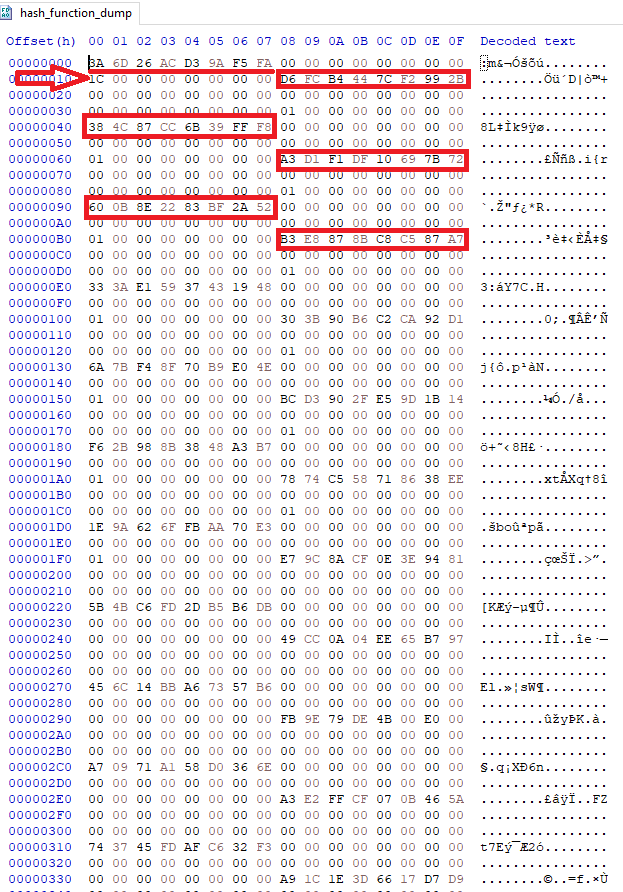 hash_function_dump
Offset(h) 00 01 02 03 04 05 06 07 08 09 0A 0B 0C 0D 0E 0F Decoded text
00000000 3A 6D 26 AC D3 9A F5 FA 00 00 00 00 00 00 00 00 :m&¬Óšõú........
00000010 1C 00 00 00 00 00 00 00 D6 FC B4 44 7C F2 99 2B ........Öü´D|ò™+
00000020 00 00 00 00 00 00 00 00 00 00 00 00 00 00 00 00 ................
00000030 00 00 00 00 00 00 00 00 01 00 00 00 00 00 00 00 ................
00000040 38 4C 87 CC 6B 39 FF F8 00 00 00 00 00 00 00 00 8L‡Ìk9ÿø........
00000050 00 00 00 00 00 00 00 00 00 00 00 00 00 00 00 00 ................
00000060 01 00 00 00 00 00 00 00 A3 D1 F1 DF 10 69 7B 72 ........£Ññß.i{r
00000070 00 00 00 00 00 00 00 00 00 00 00 00 00 00 00 00 ................
00000080 00 00 00 00 00 00 00 00 01 00 00 00 00 00 00 00 ................
00000090 60 0B 8E 22 83 BF 2A 52 00 00 00 00 00 00 00 00 `.Ž"ƒ¿*R........
000000A0 00 00 00 00 00 00 00 00 00 00 00 00 00 00 00 00 ................
000000B0 01 00 00 00 00 00 00 00 B3 E8 87 8B C8 C5 87 A7 ........³è‡‹ÈÅ‡§
000000C0 00 00 00 00 00 00 00 00 00 00 00 00 00 00 00 00 ................
000000D0 00 00 00 00 00 00 00 00 01 00 00 00 00 00 00 00 ................
000000E0 33 3A E1 59 37 43 19 48 00 00 00 00 00 00 00 00 3:áY7C.H........
000000F0 00 00 00 00 00 00 00 00 00 00 00 00 00 00 00 00 ................
00000100 01 00 00 00 00 00 00 00 30 3B 90 B6 C2 CA 92 D1 ........0;.¶ÂÊ’Ñ
00000110 00 00 00 00 00 00 00 00 00 00 00 00 00 00 00 00 ................
00000120 00 00 00 00 00 00 00 00 01 00 00 00 00 00 00 00 ................
00000130 6A 7B F4 8F 70 B9 E0 4E 00 00 00 00 00 00 00 00 j{ô.p¹àN........
00000140 00 00 00 00 00 00 00 00 00 00 00 00 00 00 00 00 ................
00000150 01 00 00 00 00 00 00 00 BC D3 90 2F E5 9D 1B 14 ........¼Ó./å...
00000160 00 00 00 00 00 00 00 00 00 00 00 00 00 00 00 00 ................
00000170 00 00 00 00 00 00 00 00 01 00 00 00 00 00 00 00 ................
00000180 F6 2B 98 8B 38 48 A3 B7 00 00 00 00 00 00 00 00 ö+˜‹8H£·........
00000190 00 00 00 00 00 00 00 00 00 00 00 00 00 00 00 00 ................
000001A0 01 00 00 00 00 00 00 00 78 74 C5 58 71 86 38 EE ........xtÅXq†8î
000001B0 00 00 00 00 00 00 00 00 00 00 00 00 00 00 00 00 ................
000001C0 00 00 00 00 00 00 00 00 01 00 00 00 00 00 00 00 ................
000001D0 1E 9A 62 6F FB AA 70 E3 00 00 00 00 00 00 00 00 .šboûªpã........
000001E0 00 00 00 00 00 00 00 00 00 00 00 00 00 00 00 00 ................
000001F0 01 00 00 00 00 00 00 00 E7 9C 8A CF 0E 3E 94 81 ........çœŠÏ.>”.
00000200 00 00 00 00 00 00 00 00 00 00 00 00 00 00 00 00 ................
00000210 00 00 00 00 00 00 00 00 00 00 00 00 00 00 00 00 ................
00000220 5B 4B C6 FD 2D B5 B6 DB 00 00 00 00 00 00 00 00 [KÆý-µ¶Û........
00000230 00 00 00 00 00 00 00 00 00 00 00 00 00 00 00 00 ................
00000240 00 00 00 00 00 00 00 00 49 CC 0A 04 EE 65 B7 97 ........IÌ..îe·—
00000250 00 00 00 00 00 00 00 00 00 00 00 00 00 00 00 00 ................
00000260 00 00 00 00 00 00 00 00 00 00 00 00 00 00 00 00 ................
00000270 45 6C 14 BB A6 73 57 B6 00 00 00 00 00 00 00 00 El.»¦sW¶........
00000280 00 00 00 00 00 00 00 00 00 00 00 00 00 00 00 00 ................
00000290 00 00 00 00 00 00 00 00 FB 9E 79 DE 4B 00 E0 00 ........ûžyÞK.à.
000002A0 00 00 00 00 00 00 00 00 00 00 00 00 00 00 00 00 ................
000002B0 00 00 00 00 00 00 00 00 00 00 00 00 00 00 00 00 ................
000002C0 A7 09 71 A1 58 D0 36 6E 00 00 00 00 00 00 00 00 §.q¡XÐ6n........
000002D0 00 00 00 00 00 00 00 00 00 00 00 00 00 00 00 00 ................
000002E0 00 00 00 00 00 00 00 00 A3 E2 FF CF 07 0B 46 5A ........£âÿÏ..FZ
000002F0 00 00 00 00 00 00 00 00 00 00 00 00 00 00 00 00 ................
00000300 00 00 00 00 00 00 00 00 00 00 00 00 00 00 00 00 ................
00000310 74 37 45 FD AF C6 32 F3 00 00 00 00 00 00 00 00 t7Eý¯Æ2ó........
00000320 00 00 00 00 00 00 00 00 00 00 00 00 00 00 00 00 ................
00000330 00 00 00 00 00 00 00 00 A9 1C 1E 3D 66 17 D7 D9 ........©..=f.×Ù